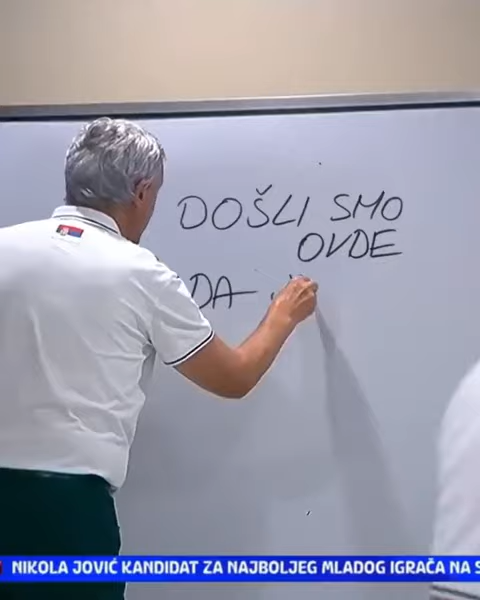 DOŠLI SMO
OVDE
DA
NIKOLA JOVIĆ KANDIDAT ZA NAJBOLJEG MLADOG IGRAČA NA S